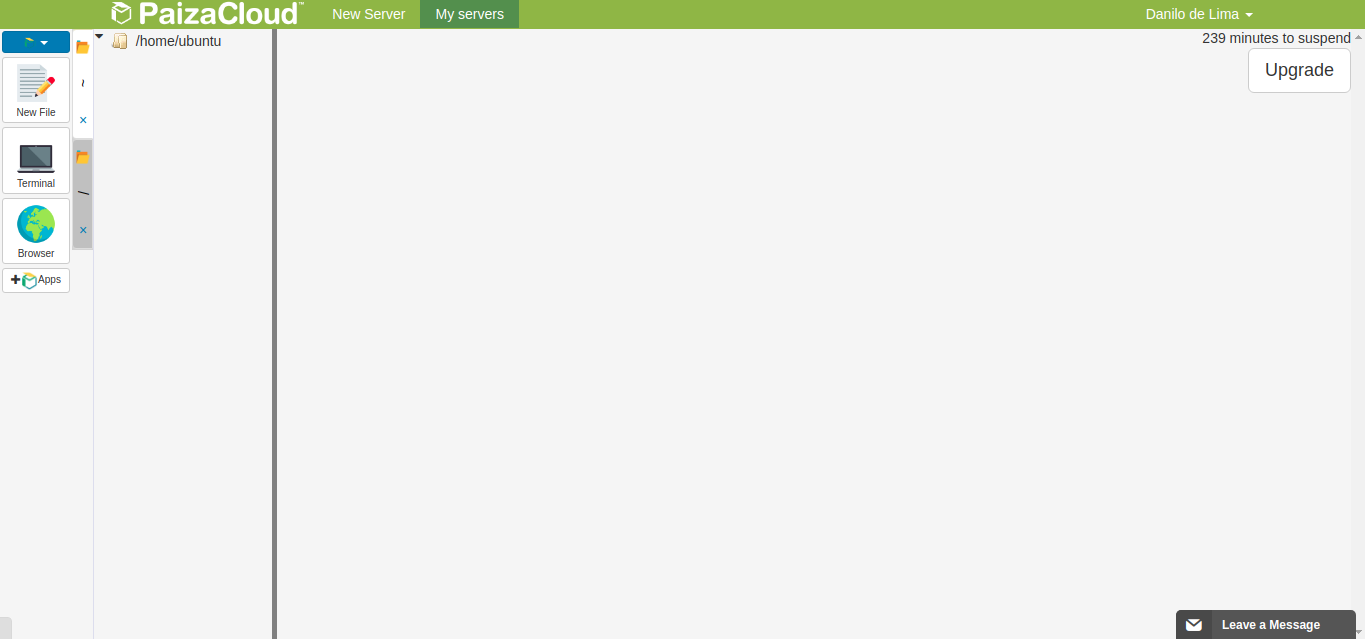 PaizaCloud™
New Server
My servers
Danilo de Lima
239 minutes to suspend
Upgrade
New File
Terminal
Browser
Apps
~
×
/
×
/home/ubuntu
Leave a Message